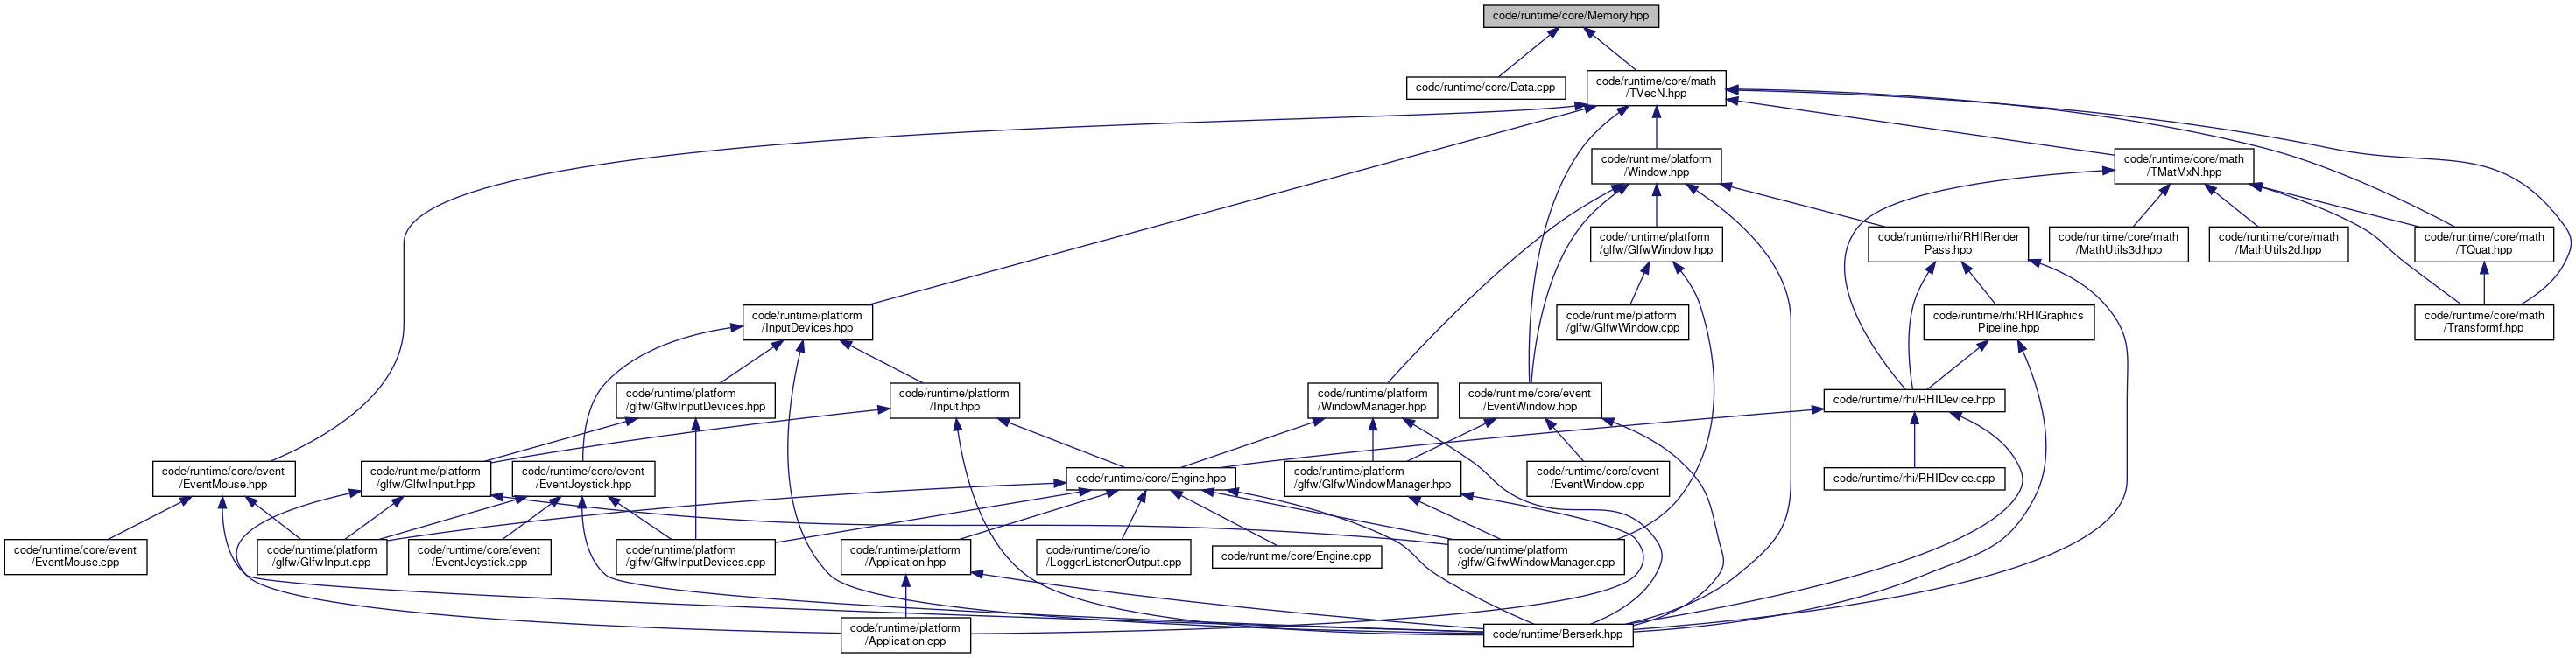 code/runtime/core/Memory.hpp
code/runtime/core/Data.cpp
code/runtime/core/math
/TVecN.hpp
code/runtime/platform
/Window.hpp
code/runtime/core/math
/TMatMxN.hpp
code/runtime/platform
/glfw/GlfwWindow.hpp
code/runtime/rhi/RHIRender
Pass.hpp
code/runtime/core/math
/MathUtils3d.hpp
code/runtime/core/math
/MathUtils2d.hpp
code/runtime/core/math
/TQuat.hpp
code/runtime/platform
/InputDevices.hpp
code/runtime/platform
/glfw/GlfwWindow.cpp
code/runtime/rhi/RHIGraphics
Pipeline.hpp
code/runtime/core/math
/Transformf.hpp
code/runtime/platform
/glfw/GlfwInputDevices.hpp
code/runtime/platform
/Input.hpp
code/runtime/platform
/WindowManager.hpp
code/runtime/core/event
/EventWindow.hpp
code/runtime/rhi/RHIDevice.hpp
code/runtime/core/event
/EventMouse.hpp
code/runtime/platform
/glfw/GlfwInput.hpp
code/runtime/core/event
/EventJoystick.hpp
code/runtime/core/Engine.hpp
code/runtime/platform
/glfw/GlfwWindowManager.hpp
code/runtime/core/event
/EventWindow.cpp
code/runtime/rhi/RHIDevice.cpp
code/runtime/core/event
/EventMouse.cpp
code/runtime/platform
/glfw/GlfwInput.cpp
code/runtime/core/event
/EventJoystick.cpp
code/runtime/platform
/glfw/GlfwInputDevices.cpp
code/runtime/platform
/Application.hpp
code/runtime/core/io
/LoggerListenerOutput.cpp
code/runtime/core/Engine.cpp
code/runtime/platform
/glfw/GlfwWindowManager.cpp
code/runtime/platform
/Application.cpp
code/runtime/Berserk.hpp